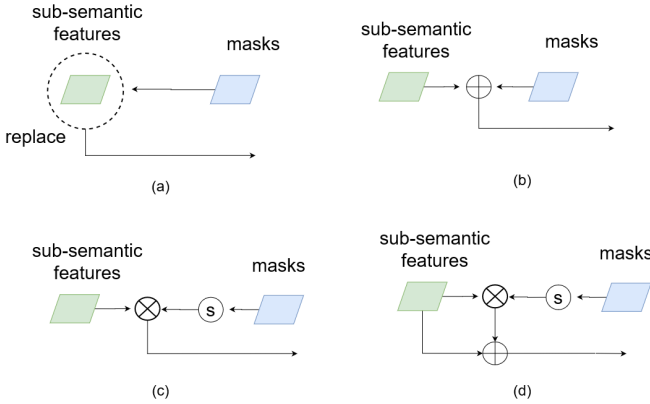 sub-semantic
features
masks
replace
(a)
sub-semantic
features
masks
(b)
sub-semantic
features
masks
s
(c)
sub-semantic
features
masks
s
(d)